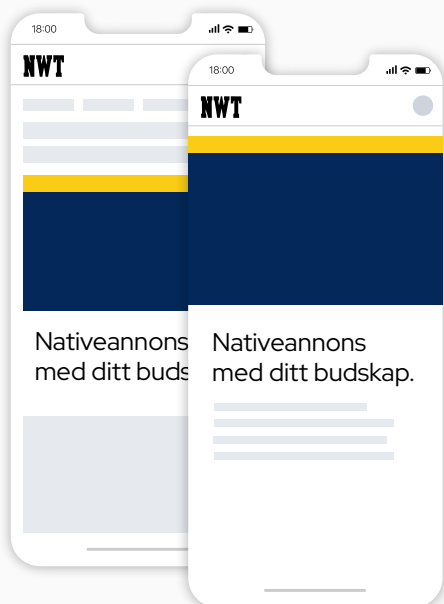 18:00
NWT
Nativeannons
med ditt buds
18:00
NWT
Nativeannons
med ditt budskap.